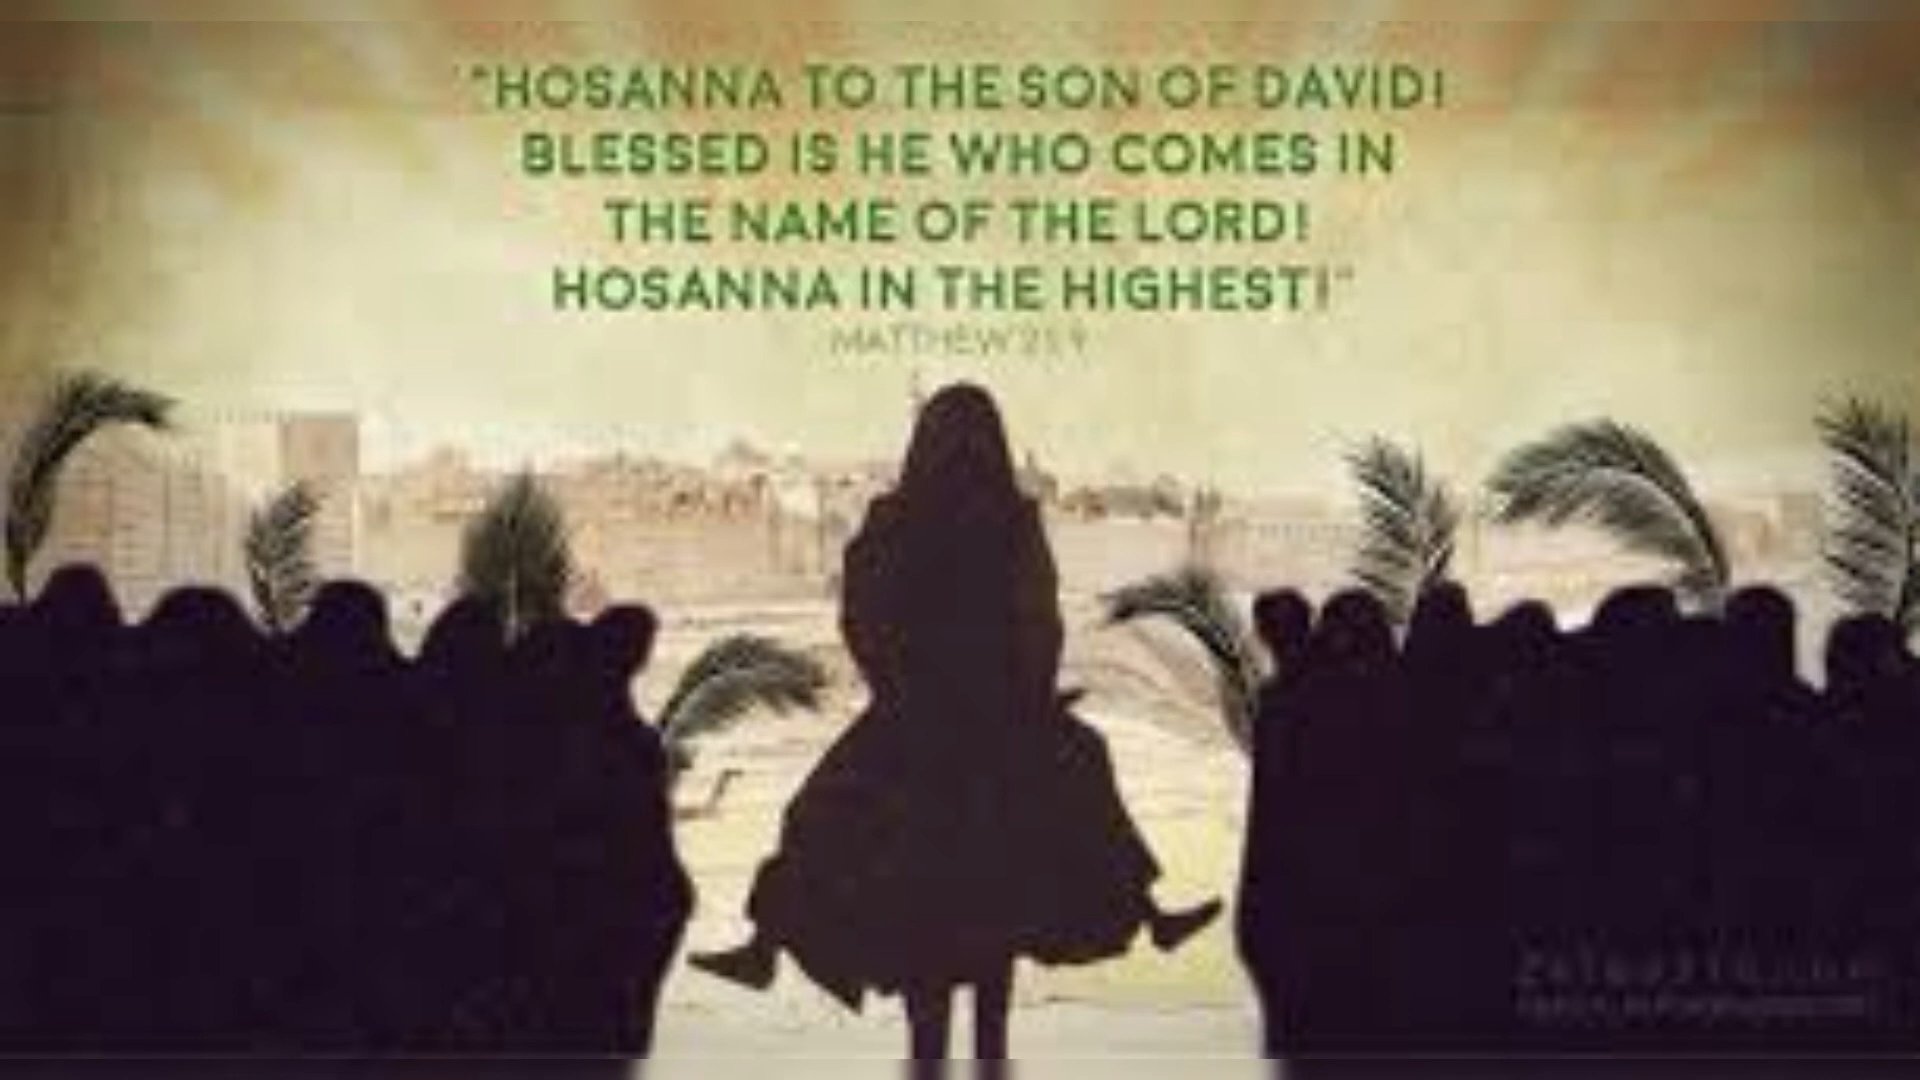 "HOSANNA TO THE SON OF DAVID!
BLESSED IS HE WHO COMES IN
THE NAME OF THE LORD!
HOSANNA IN THE HIGHEST!"
MATTHEW 21:9